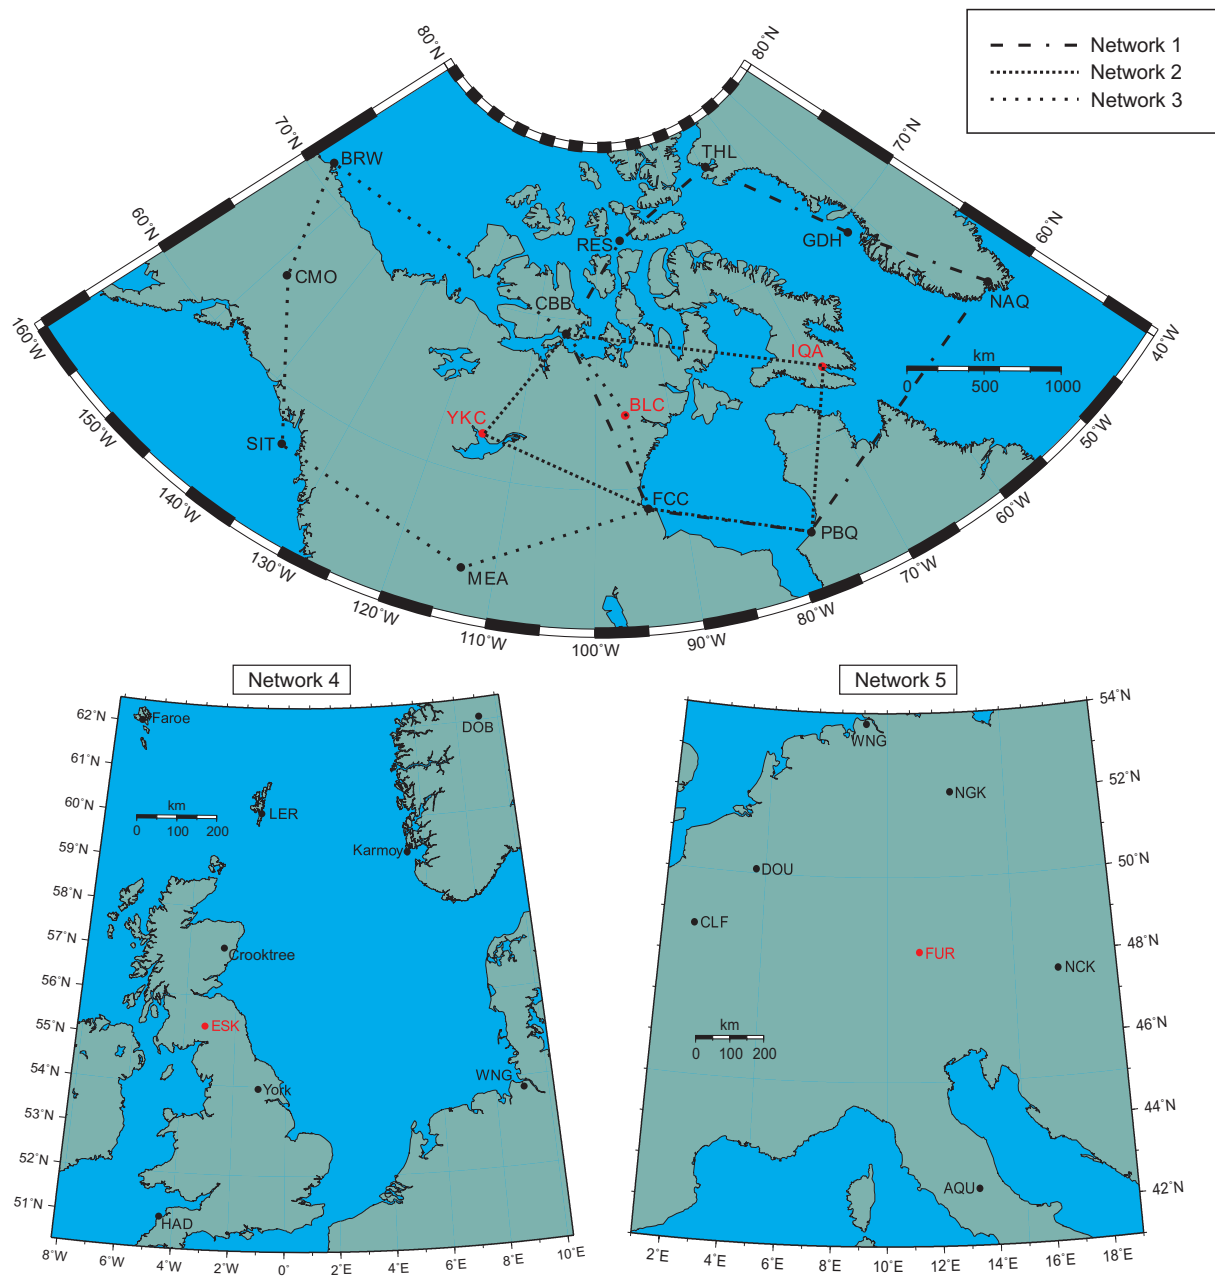 80°N
80°N
Network 1
Network 2
Network 3
70°N
70°N
BRW
THL
60°N
60°N
RES
GDH
CMO
CBB
NAQ
160°W
40°W
IQA
km
0 500 1000
YKC
BLC
150°W
50°W
SIT
140°W
FCC
60°W
PBQ
130°W
70°W
MEA
120°W
80°W
110°W
90°W
100°W
Network 4
62°N
Faroe
DOB
61°N
60°N
km
0 100 200
LER
59°N
Karmoy
58°N
57°N
Crooktree
56°N
55°N
ESK
54°N
WNG
York
53°N
52°N
51°N
HAD
8°W 6°W 4°W 2°W 0° 2°E 4°E 6°E 8°E 10°E
Network 5
54°N
WNG
52°N
NGK
50°N
DOU
CLF
48°N
FUR
NCK
46°N
km
0 100 200
44°N
AQU
42°N
2°E 4°E 6°E 8°E 10°E 12°E 14°E 16°E 18°E